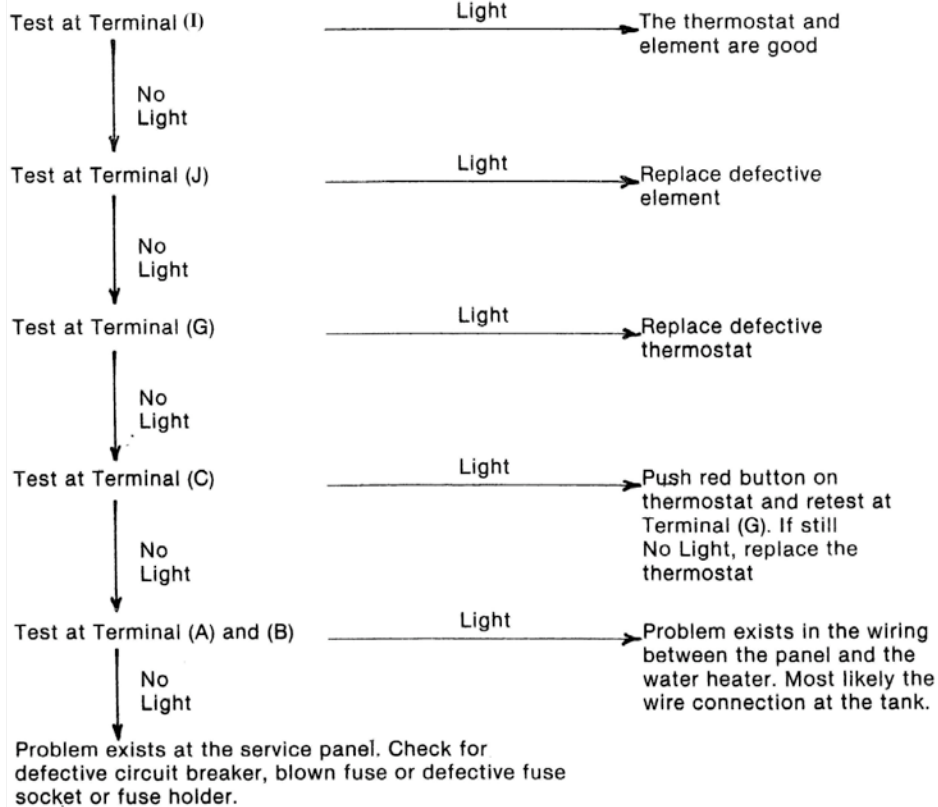 Test at Terminal (I)
Light
The thermostat and
element are good
No
Light
Test at Terminal (J)
Light
Replace defective
element
No
Light
Test at Terminal (G)
Light
Replace defective
thermostat
No
Light
Test at Terminal (C)
Light
Push red button on
thermostat and retest at
Terminal (G). If still
No Light, replace the
thermostat
No
Light
Test at Terminal (A) and (B)
Light
Problem exists in the wiring
between the panel and the
water heater. Most likely the
wire connection at the tank.
No
Light
Problem exists at the service panel. Check for
defective circuit breaker, blown fuse or defective fuse
socket or fuse holder.